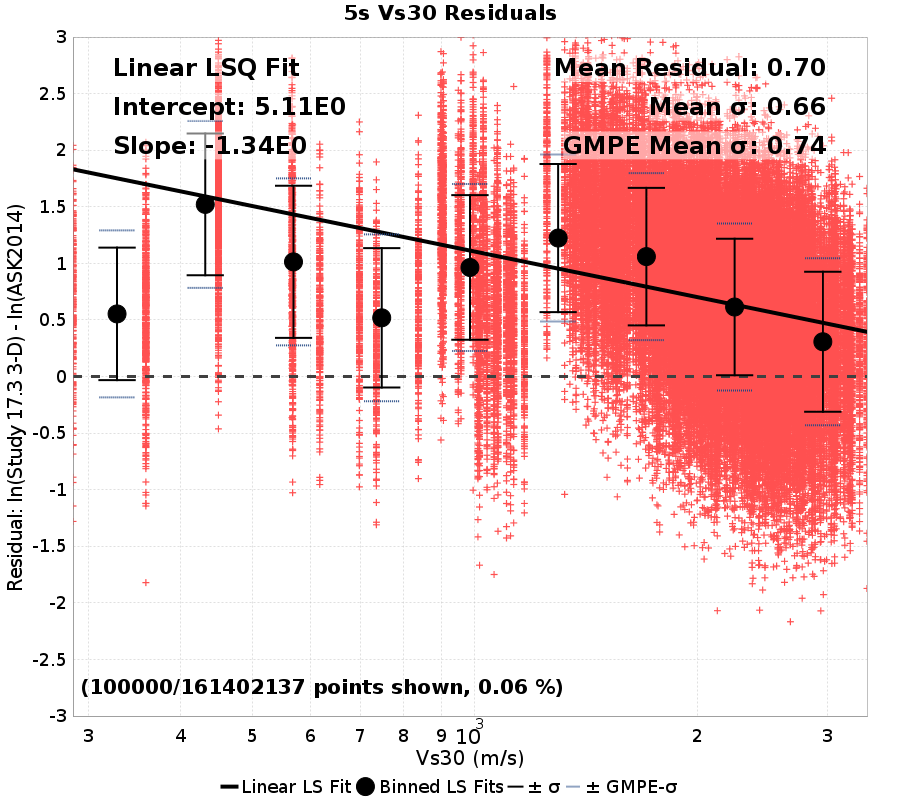 5s Vs30 Residuals
Linear LSQ Fit
Intercept: 5.11E0
Slope: -1.34E0
Mean Residual: 0.70
Mean σ: 0.66
GMPE Mean σ: 0.74
3
2.5
2
1.5
1
0.5
0
-0.5
-1
-1.5
-2
-2.5
-3
Residual: ln(Study 17.3 3-D) - ln(ASK2014)
(100000/161402137 points shown, 0.06 %)
3 4 5 6 7 8 9 10³ 2 3
Vs30 (m/s)
Linear LS Fit Binned LS Fits ± σ ± GMPE-σ